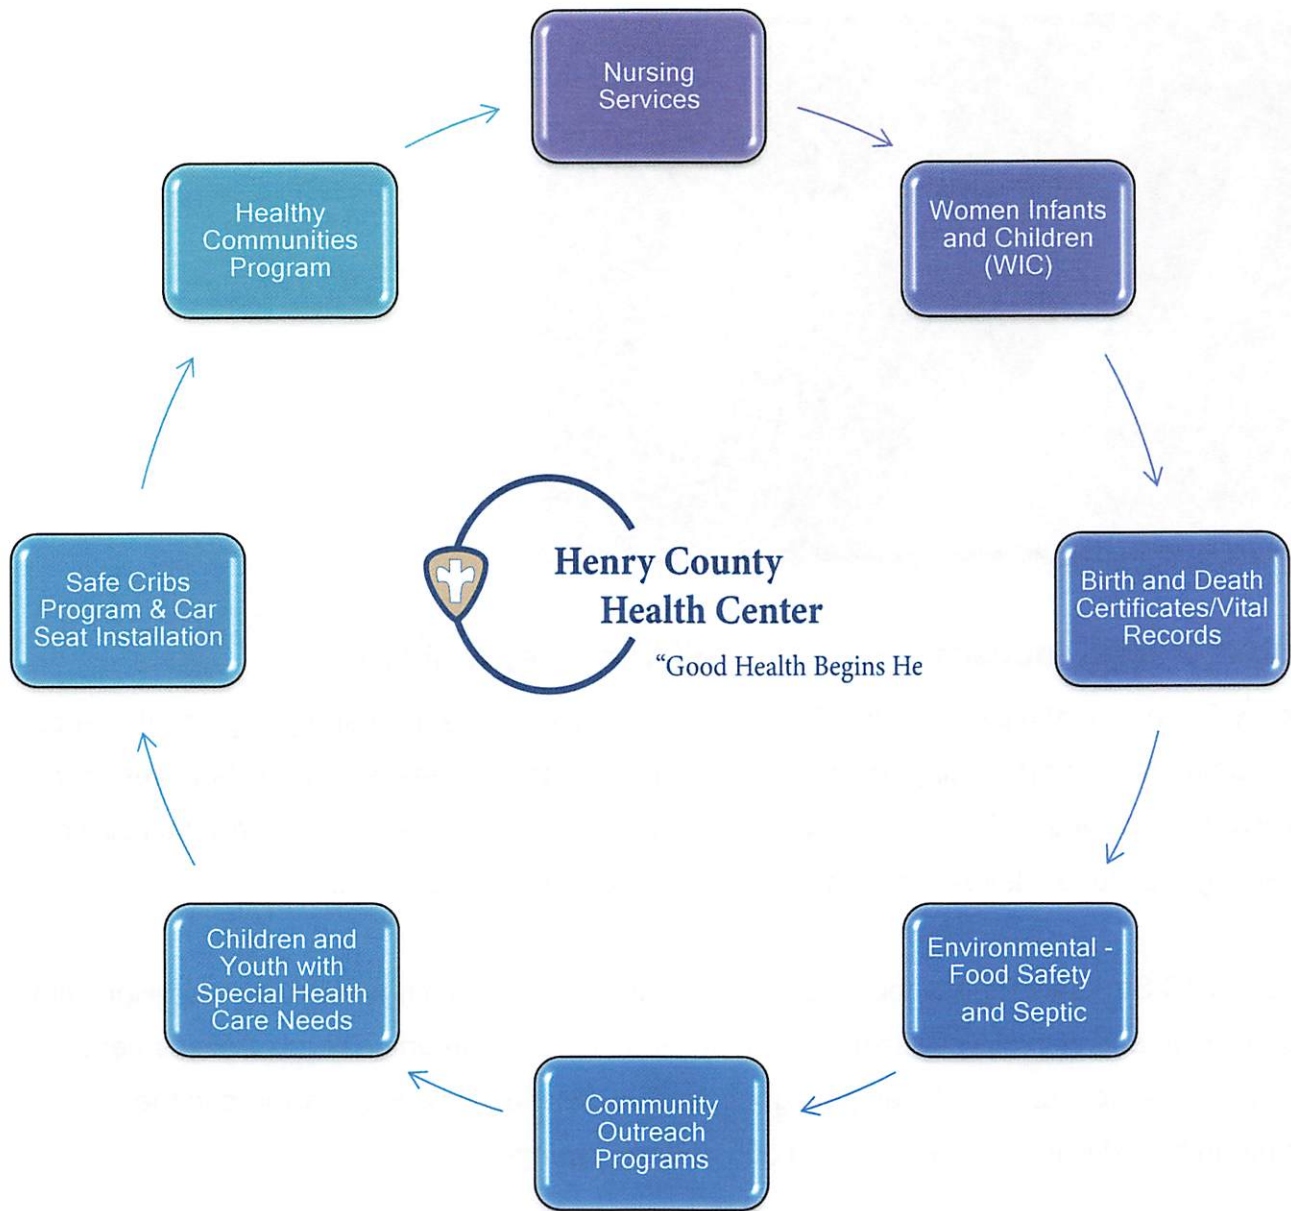 Nursing
Services
Women Infants
and Children
(WIC)
Birth and Death
Certificates/Vital
Records
Environmental -
Food Safety
and Septic
Community
Outreach
Programs
Children and
Youth with
Special Health
Care Needs
Safe Cribs
Program & Car
Seat Installation
Healthy
Communities
Program
Henry County
Health Center
“Good Health Begins He